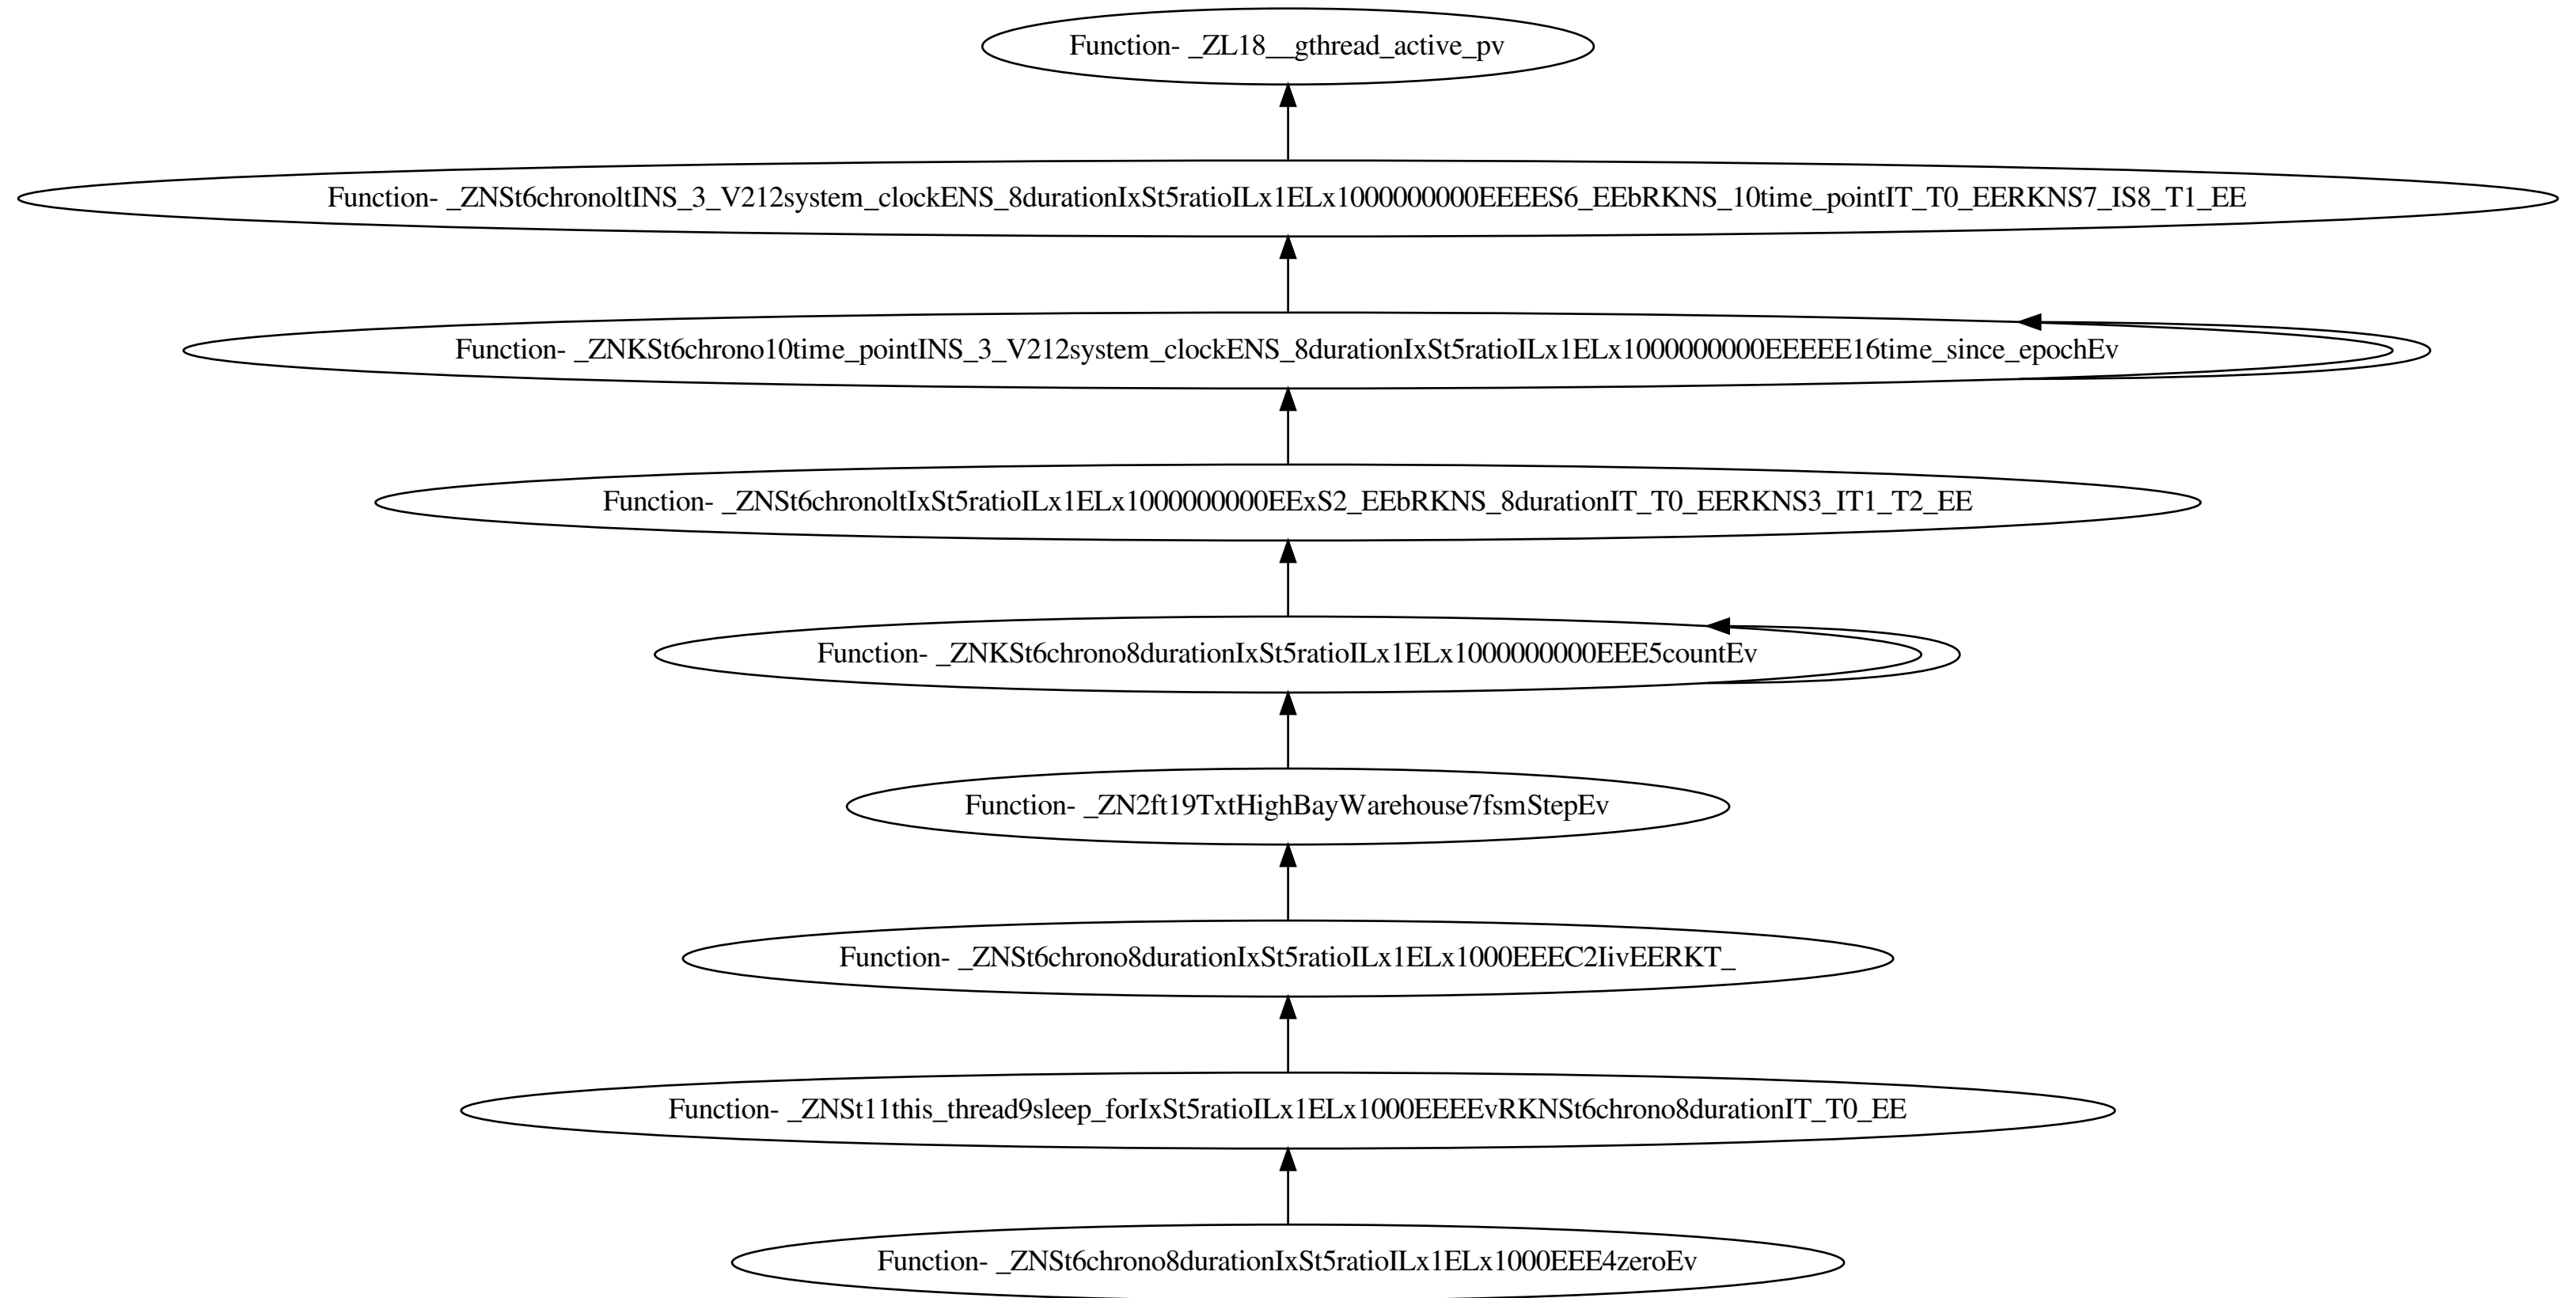 Function- _ZL18__gthread_active_pv
Function- _ZNSt6chronoltINS_3_V212system_clockENS_8durationIxSt5ratioILx1ELx1000000000EEEES6_EEbRKNS_10time_pointIT_T0_EERKNS7_IS8_T1_EE
Function- _ZNKSt6chrono10time_pointINS_3_V212system_clockENS_8durationIxSt5ratioILx1ELx1000000000EEEEE16time_since_epochEv
Function- _ZNSt6chronoltIxSt5ratioILx1ELx1000000000EExS2_EEbRKNS_8durationIT_T0_EERKNS3_IT1_T2_EE
Function- _ZNKSt6chrono8durationIxSt5ratioILx1ELx1000000000EEE5countEv
Function- _ZN2ft19TxtHighBayWarehouse7fsmStepEv
Function- _ZNSt6chrono8durationIxSt5ratioILx1ELx1000EEEC2IivEERKT_
Function- _ZNSt11this_thread9sleep_forIxSt5ratioILx1ELx1000EEEEvRKNSt6chrono8durationIT_T0_EE
Function- _ZNSt6chrono8durationIxSt5ratioILx1ELx1000EEE4zeroEv